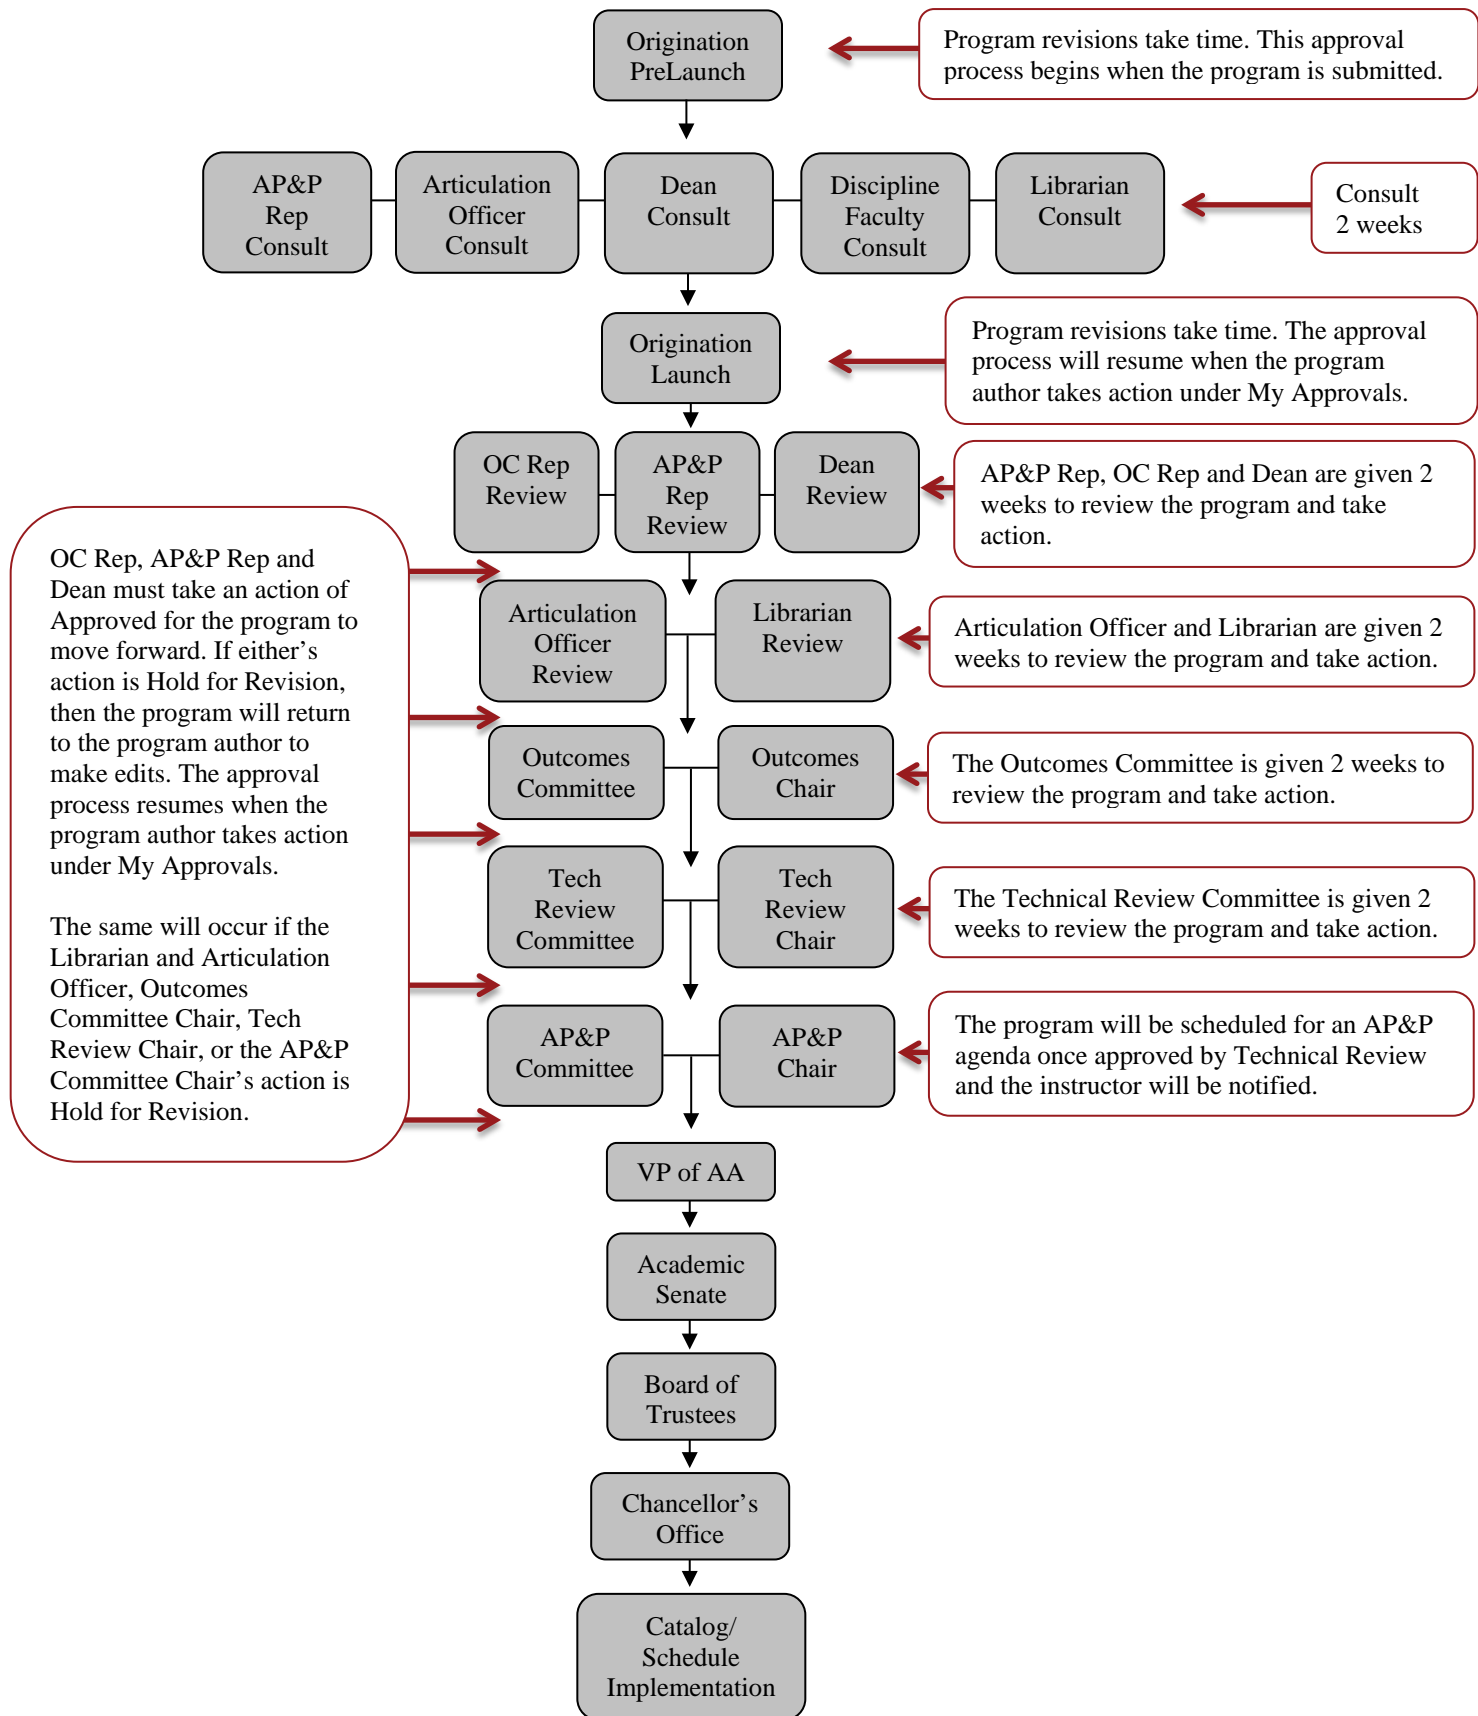 Origination
PreLaunch
Program revisions take time. This approval
process begins when the program is submitted.
AP&P
Rep
Consult
Articulation
Officer
Consult
Dean
Consult
Discipline
Faculty
Consult
Librarian
Consult
Consult
2 weeks
Origination
Launch
Program revisions take time. The approval
process will resume when the program
author takes action under My Approvals.
OC Rep
Review
AP&P
Rep
Review
Dean
Review
AP&P Rep, OC Rep and Dean are given 2
weeks to review the program and take
action.
OC Rep, AP&P Rep and
Dean must take an action of
Approved for the program to
move forward. If either’s
action is Hold for Revision,
then the program will return
to the program author to
make edits. The approval
process resumes when the
program author takes action
under My Approvals.
The same will occur if the
Librarian and Articulation
Officer, Outcomes
Committee Chair, Tech
Review Chair, or the AP&P
Committee Chair’s action is
Hold for Revision.
Articulation
Officer
Review
Librarian
Review
Articulation Officer and Librarian are given 2
weeks to review the program and take action.
Outcomes
Committee
Outcomes
Chair
The Outcomes Committee is given 2 weeks to
review the program and take action.
Tech
Review
Committee
Tech
Review
Chair
The Technical Review Committee is given 2
weeks to review the program and take action.
AP&P
Committee
AP&P
Chair
The program will be scheduled for an AP&P
agenda once approved by Technical Review
and the instructor will be notified.
VP of AA
Academic
Senate
Board of
Trustees
Chancellor’s
Office
Catalog/
Schedule
Implementation